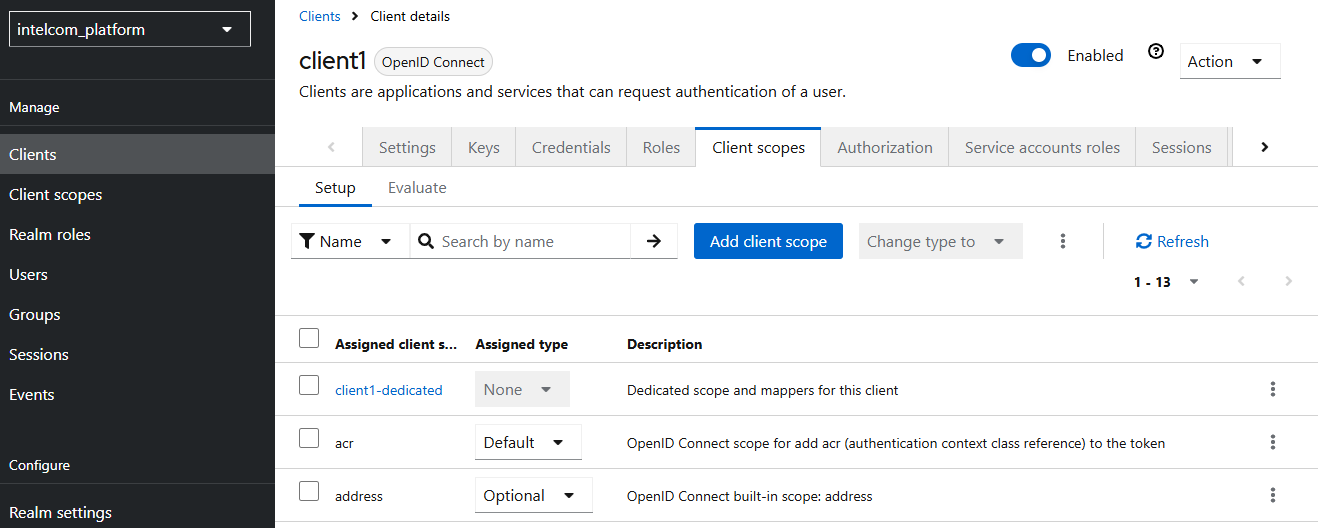 intelcom_platform
Manage
Clients
Client scopes
Realm roles
Users
Groups
Sessions
Events
Configure
Realm settings
Clients > Client details
client1 OpenID Connect
Enabled
Action
Clients are applications and services that can request authentication of a user.
Settings Keys Credentials Roles Client scopes Authorization Service accounts roles Sessions
Setup Evaluate
Name Search by name Add client scope Change type to Refresh
1 - 13
Assigned client s... Assigned type Description
client1-dedicated None Dedicated scope and mappers for this client
acr Default OpenID Connect scope for add acr (authentication context class reference) to the token
address Optional OpenID Connect built-in scope: address